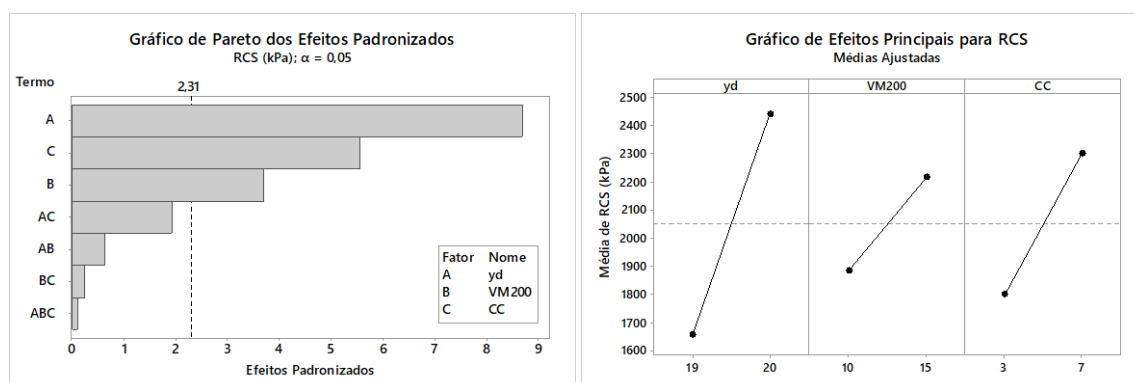 Gráfico de Pareto dos Efeitos Padronizados
RCS (kPa); α = 0,05
Termo
2,31
A
C
B
AC
AB
BC
ABC
Fator Nome
A yd
B VM200
C CC
0 1 2 3 4 5 6 7 8 9
Efeitos Padronizados
Gráfico de Efeitos Principais para RCS
Médias Ajustadas
yd VM200 CC
Média de RCS (kPa)
2500
2400
2300
2200
2100
2000
1900
1800
1700
1600
19 20 10 15 3 7